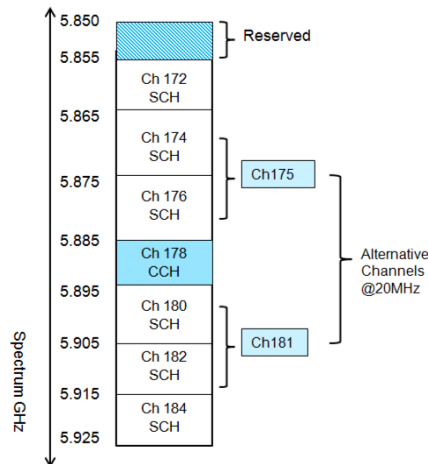 5.850
Reserved
5.855
Ch 172
SCH
5.865
Ch 174
SCH
Ch175
5.875
Ch 176
SCH
5.885
Ch 178
CCH
Alternative
Channels
@20MHz
5.895
Ch 180
SCH
5.905
Ch181
Ch 182
SCH
5.915
Ch 184
SCH
5.925
Spectrum GHz